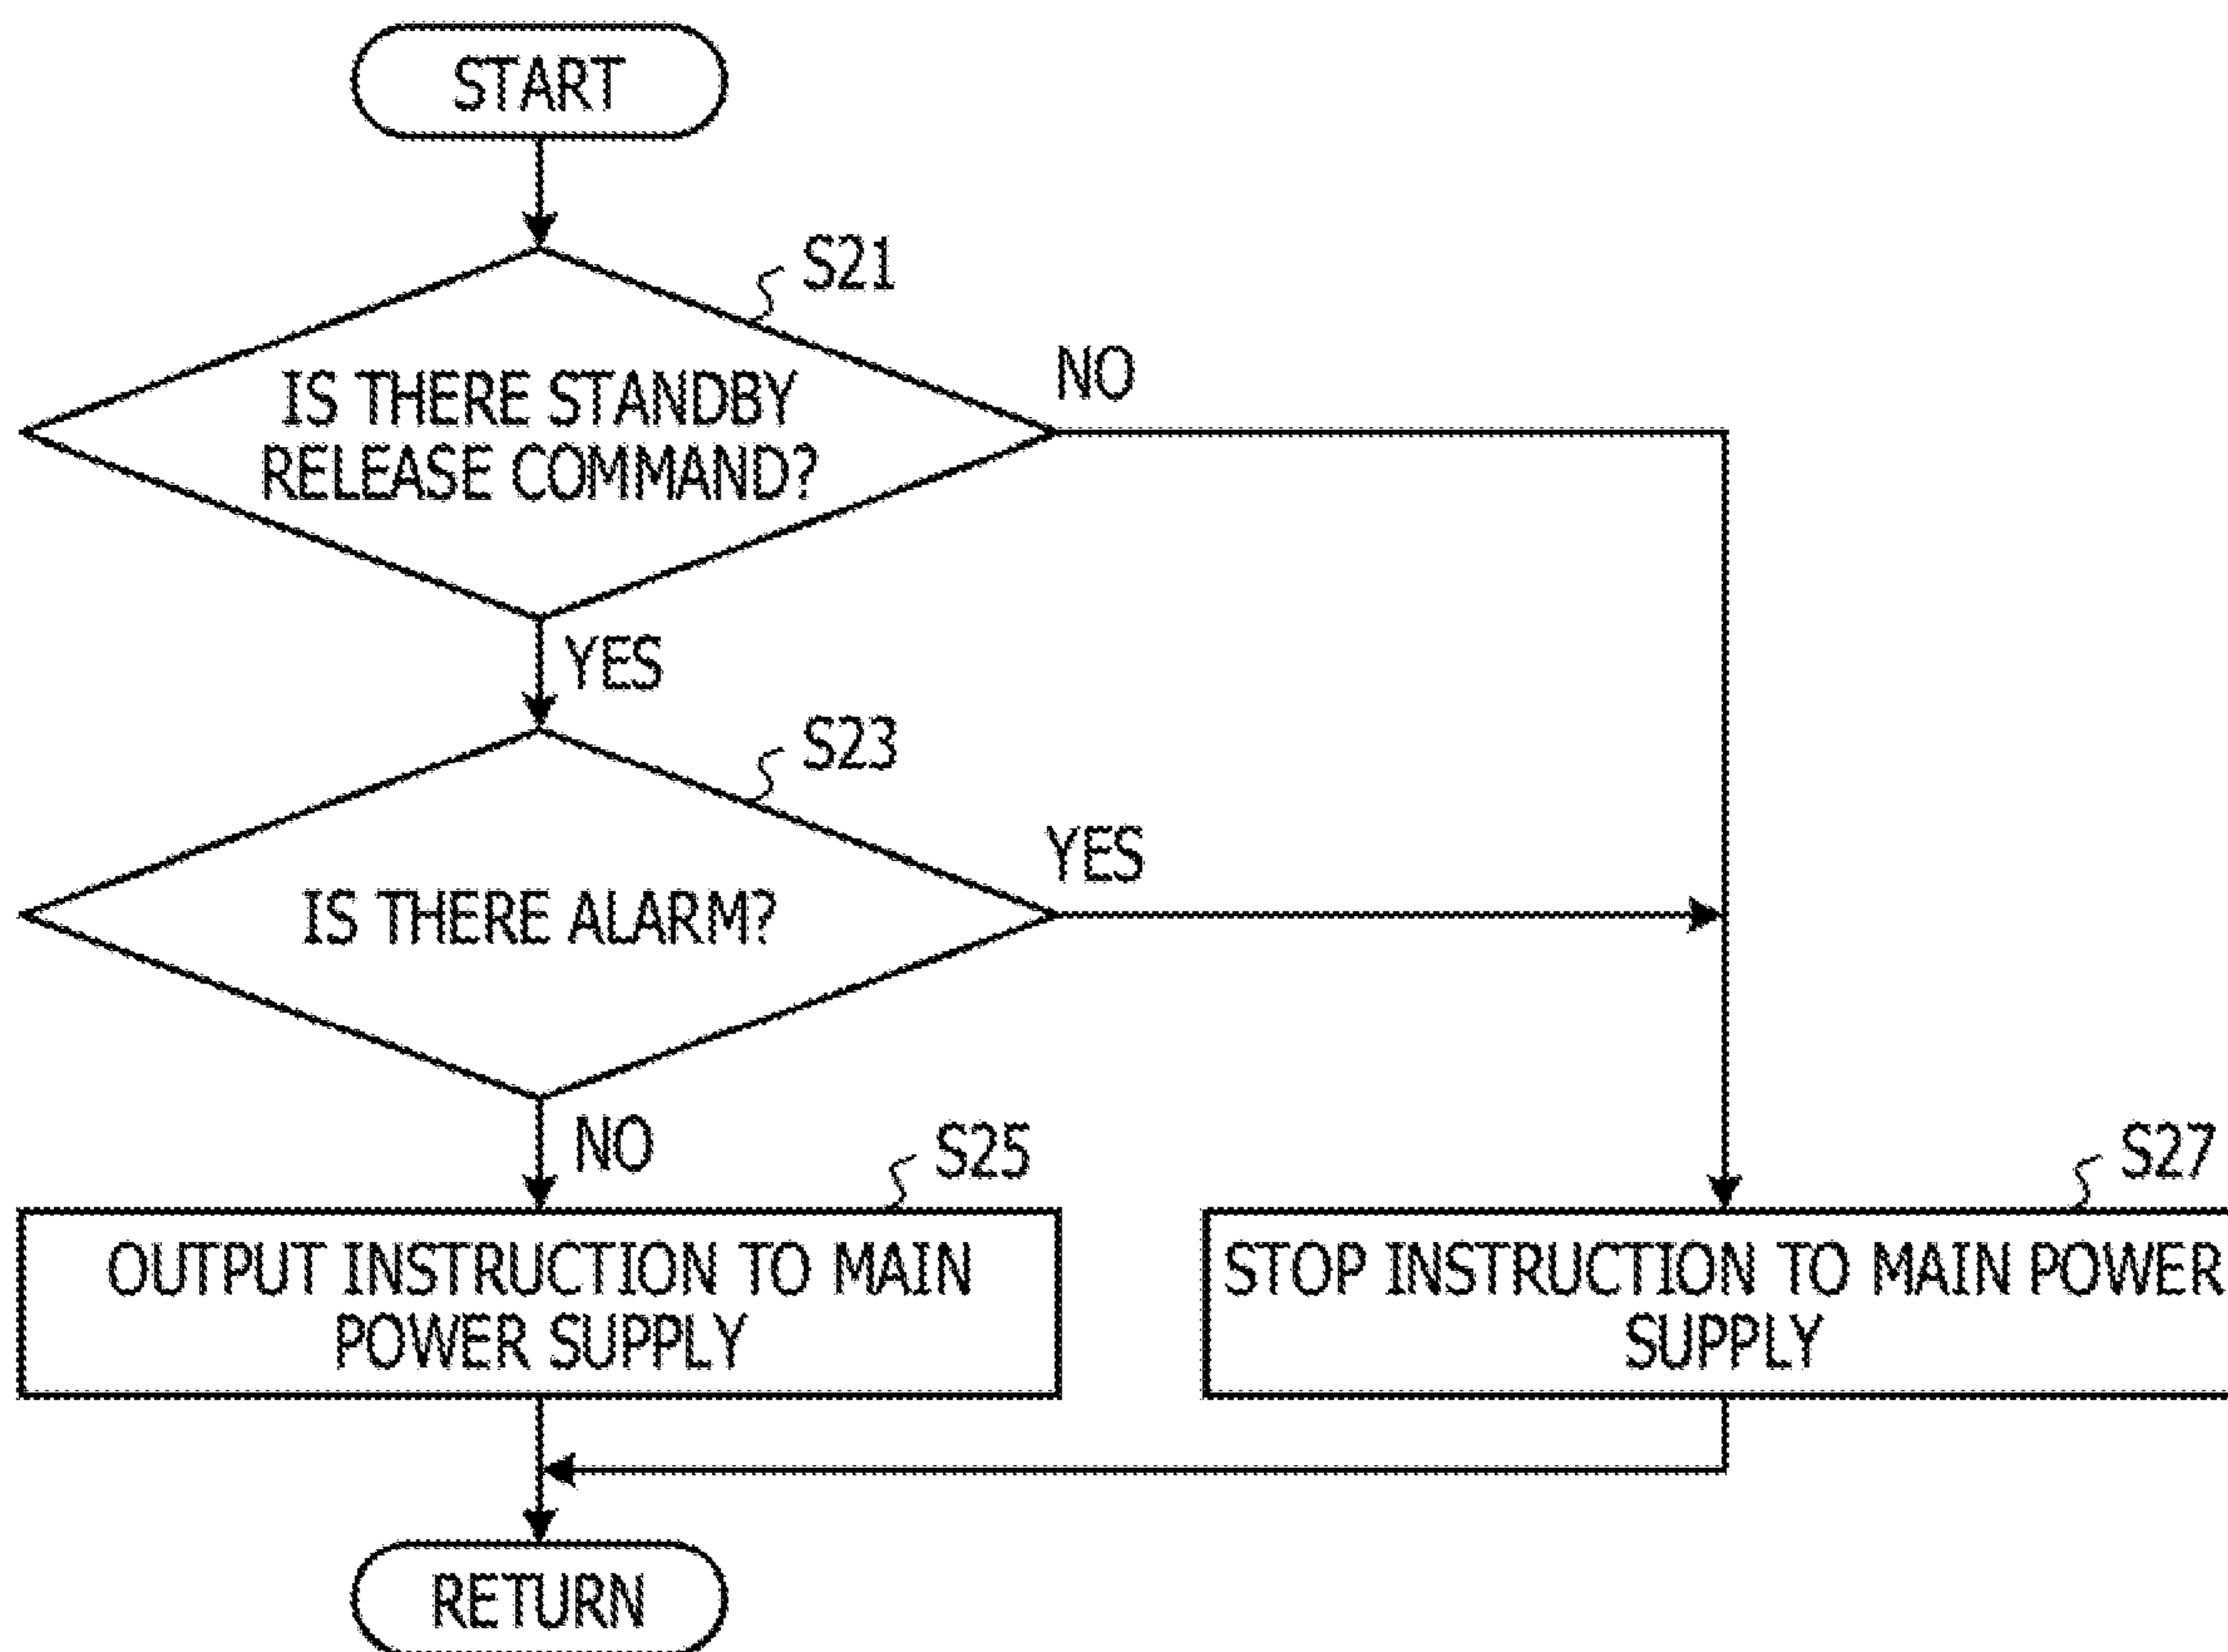 START
S21
IS THERE STANDBY
RELEASE COMMAND?
NO
YES
S23
IS THERE ALARM?
YES
NO
S25
OUTPUT INSTRUCTION TO MAIN
POWER SUPPLY
S27
STOP INSTRUCTION TO MAIN POWER
SUPPLY
RETURN